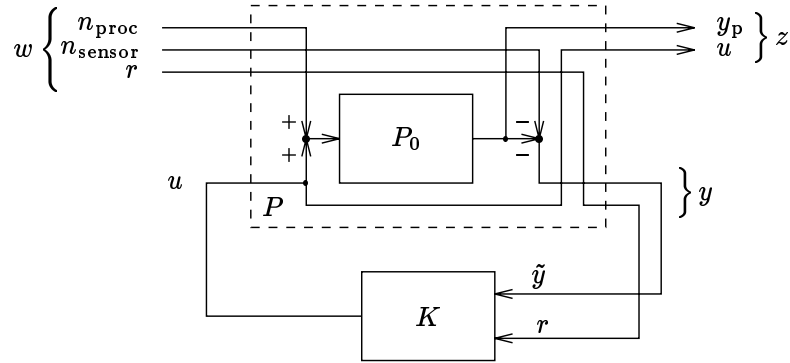 n_proc
y_p
w { n_sensor
u } z
r
+ −
P_0
+ −
u
} y
P
ỹ
K
r